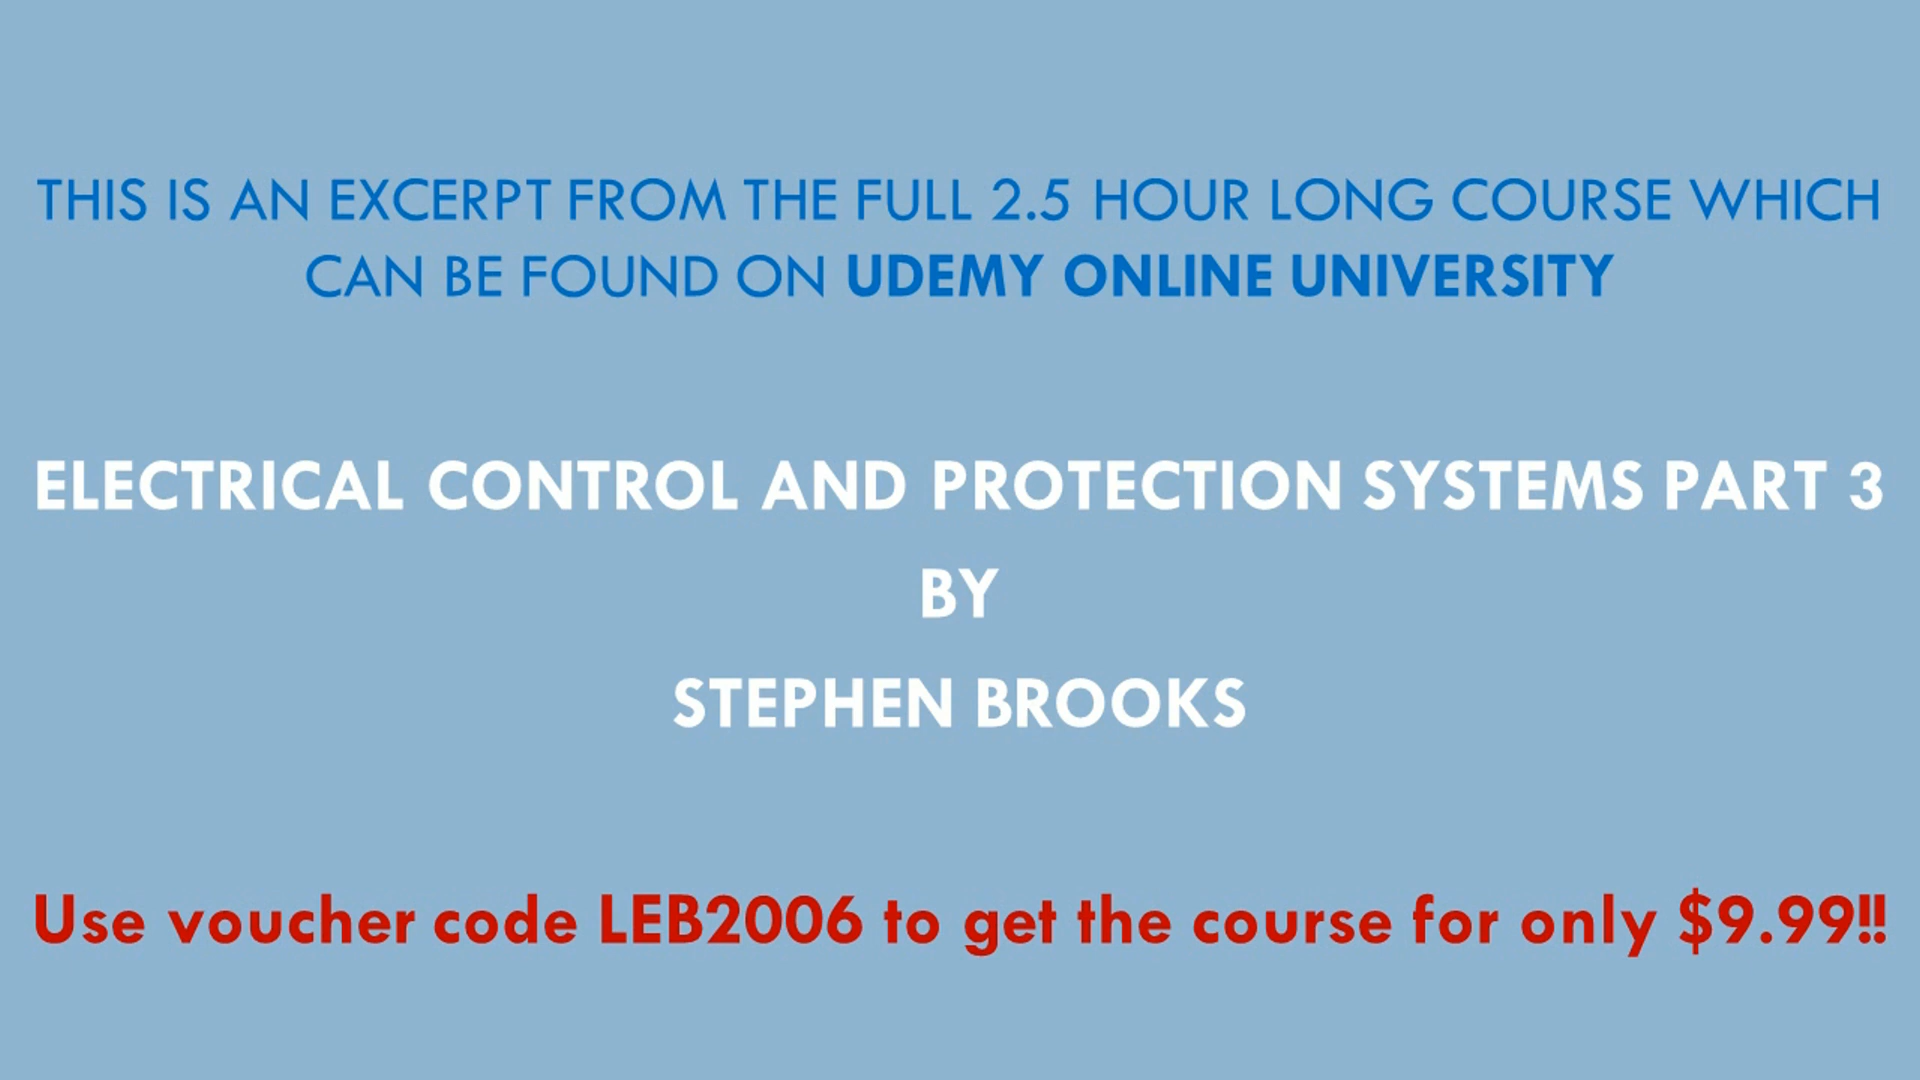 THIS IS AN EXCERPT FROM THE FULL 2.5 HOUR LONG COURSE WHICH
CAN BE FOUND ON UDEMY ONLINE UNIVERSITY
ELECTRICAL CONTROL AND PROTECTION SYSTEMS PART 3
BY
STEPHEN BROOKS
Use voucher code LEB2006 to get the course for only $9.99!!